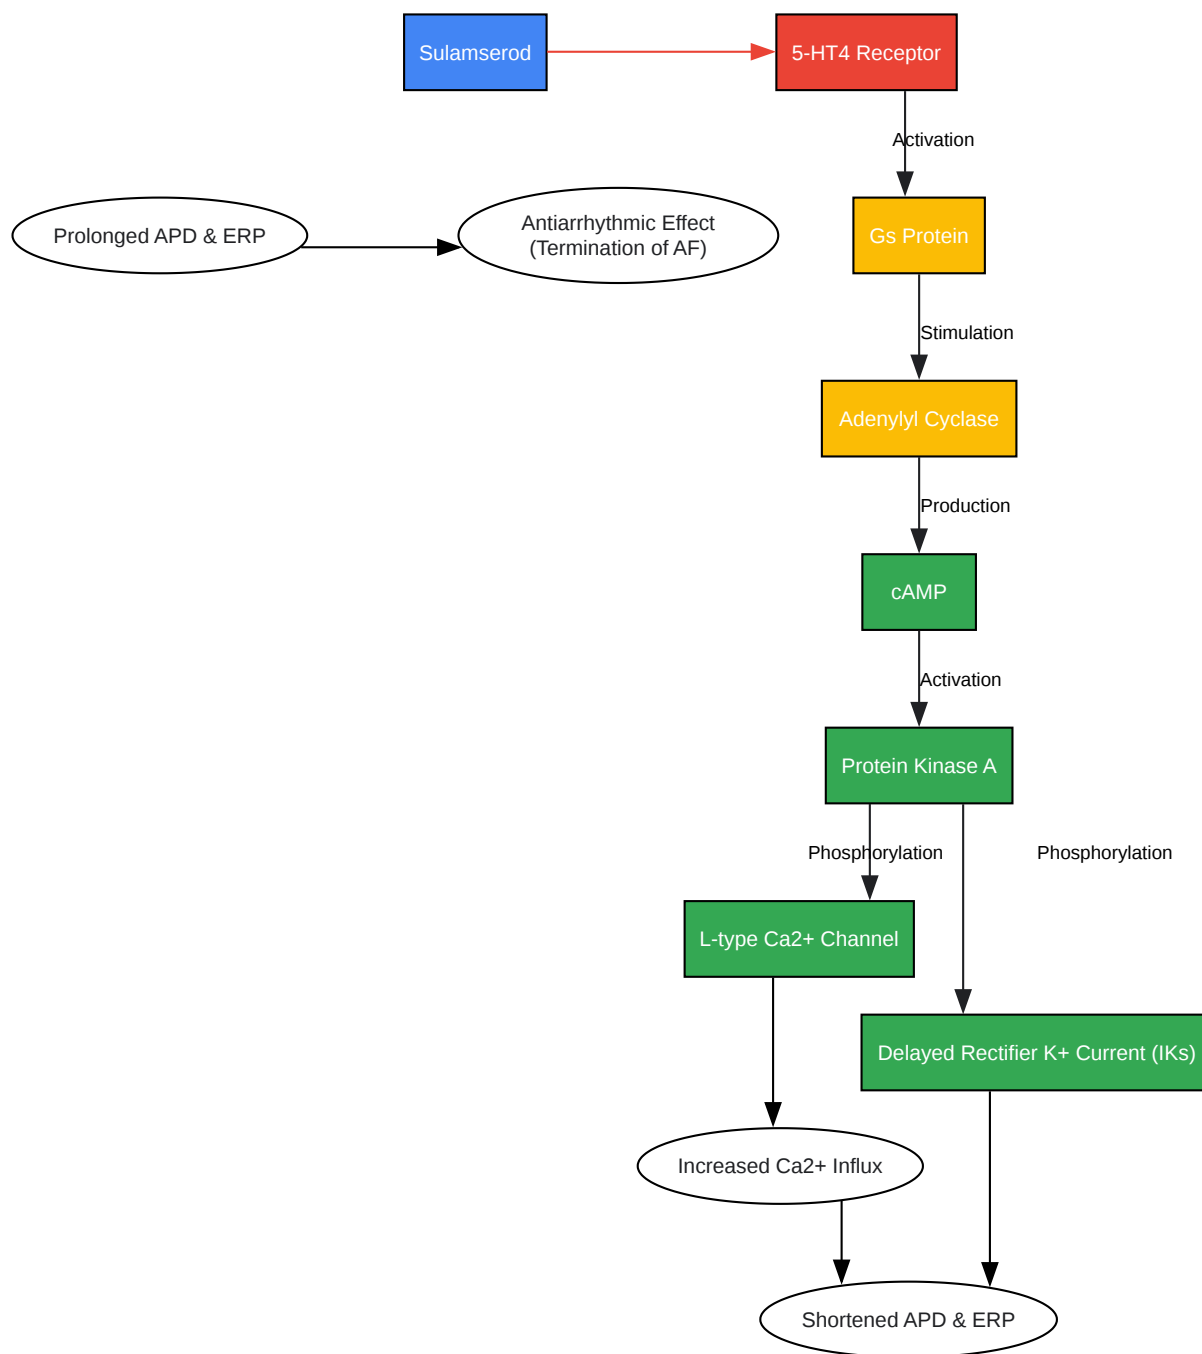 Sulamserod
5-HT4 Receptor
Activation
Prolonged APD & ERP
Antiarrhythmic Effect
(Termination of AF)
Gs Protein
Stimulation
Adenylyl Cyclase
Production
cAMP
Activation
Protein Kinase A
Phosphorylation
Phosphorylation
L-type Ca2+ Channel
Delayed Rectifier K+ Current (IKs)
Increased Ca2+ Influx
Shortened APD & ERP